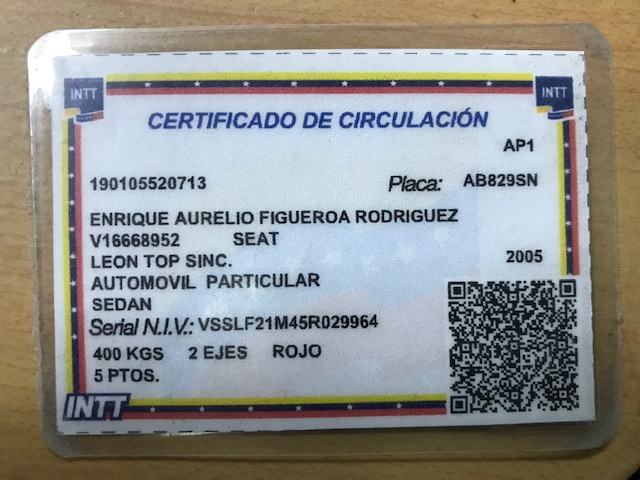 INTT
INTT
CERTIFICADO DE CIRCULACIÓN
AP1
190105520713 Placa: AB829SN
ENRIQUE AURELIO FIGUEROA RODRIGUEZ
V16668952 SEAT
LEON TOP SINC. 2005
AUTOMOVIL PARTICULAR
SEDAN
Serial N.I.V.: VSSLF21M45R029964
400 KGS 2 EJES ROJO
5 PTOS.
INTT